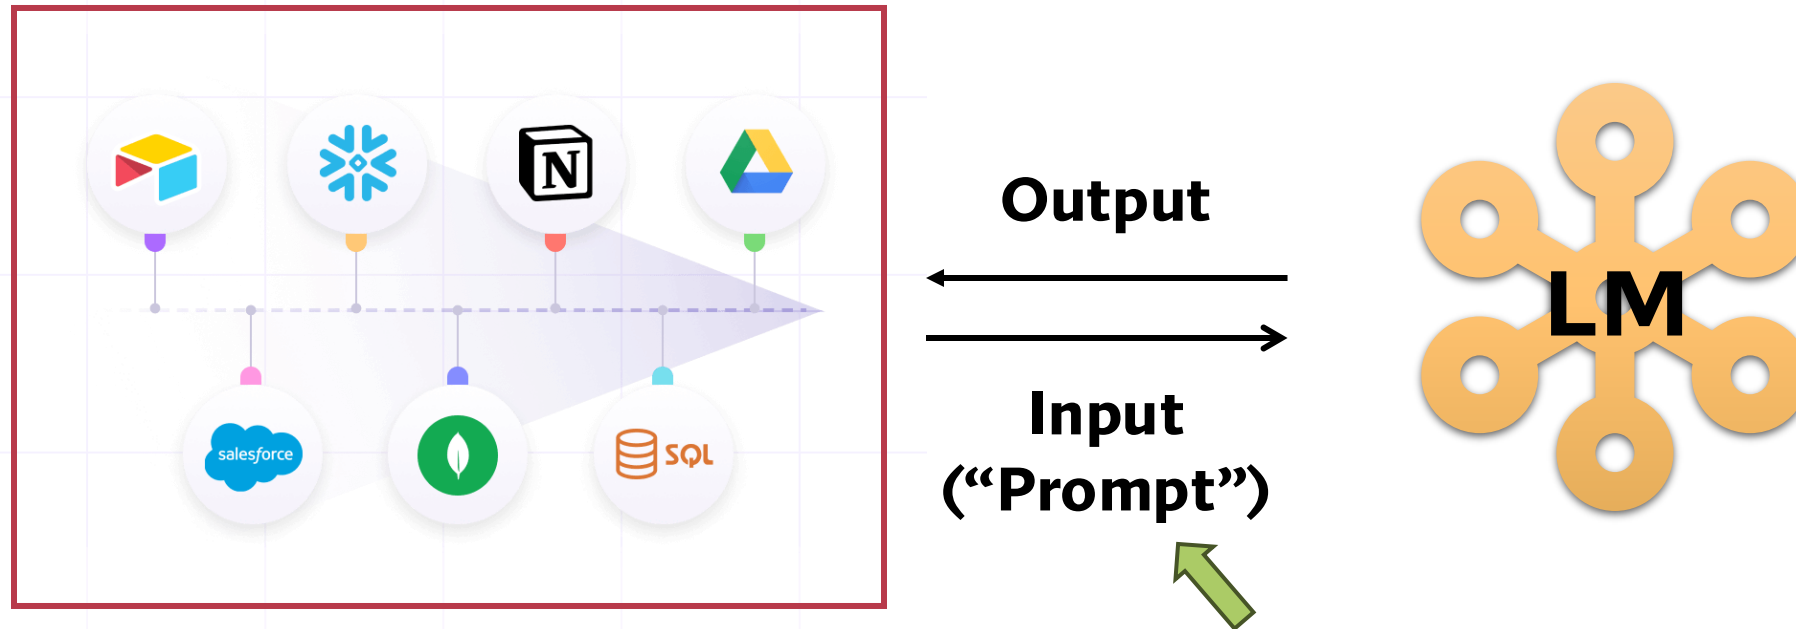 N
salesforce
SQL
Output
Input
(“Prompt”)
LM